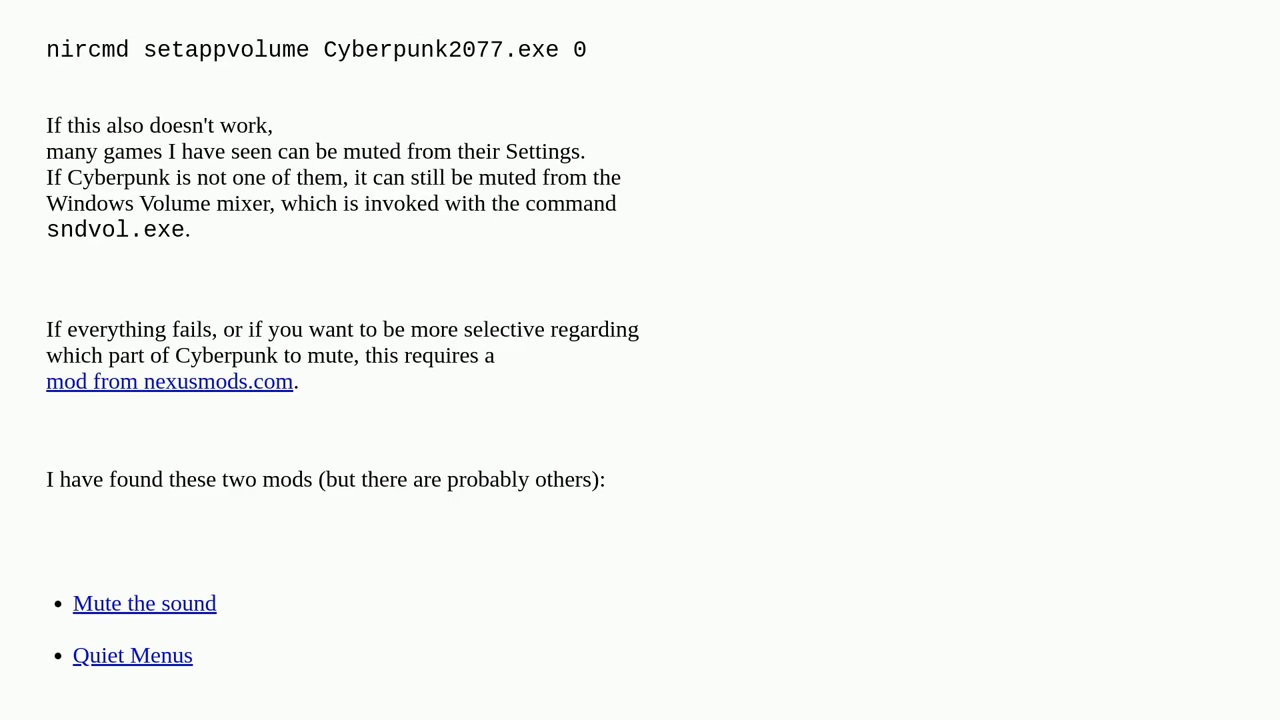 nircmd setappvolume Cyberpunk2077.exe 0
If this also doesn't work,
many games I have seen can be muted from their Settings.
If Cyberpunk is not one of them, it can still be muted from the
Windows Volume mixer, which is invoked with the command
sndvol.exe.
If everything fails, or if you want to be more selective regarding
which part of Cyberpunk to mute, this requires a
mod from nexusmods.com.
I have found these two mods (but there are probably others):
• Mute the sound
• Quiet Menus